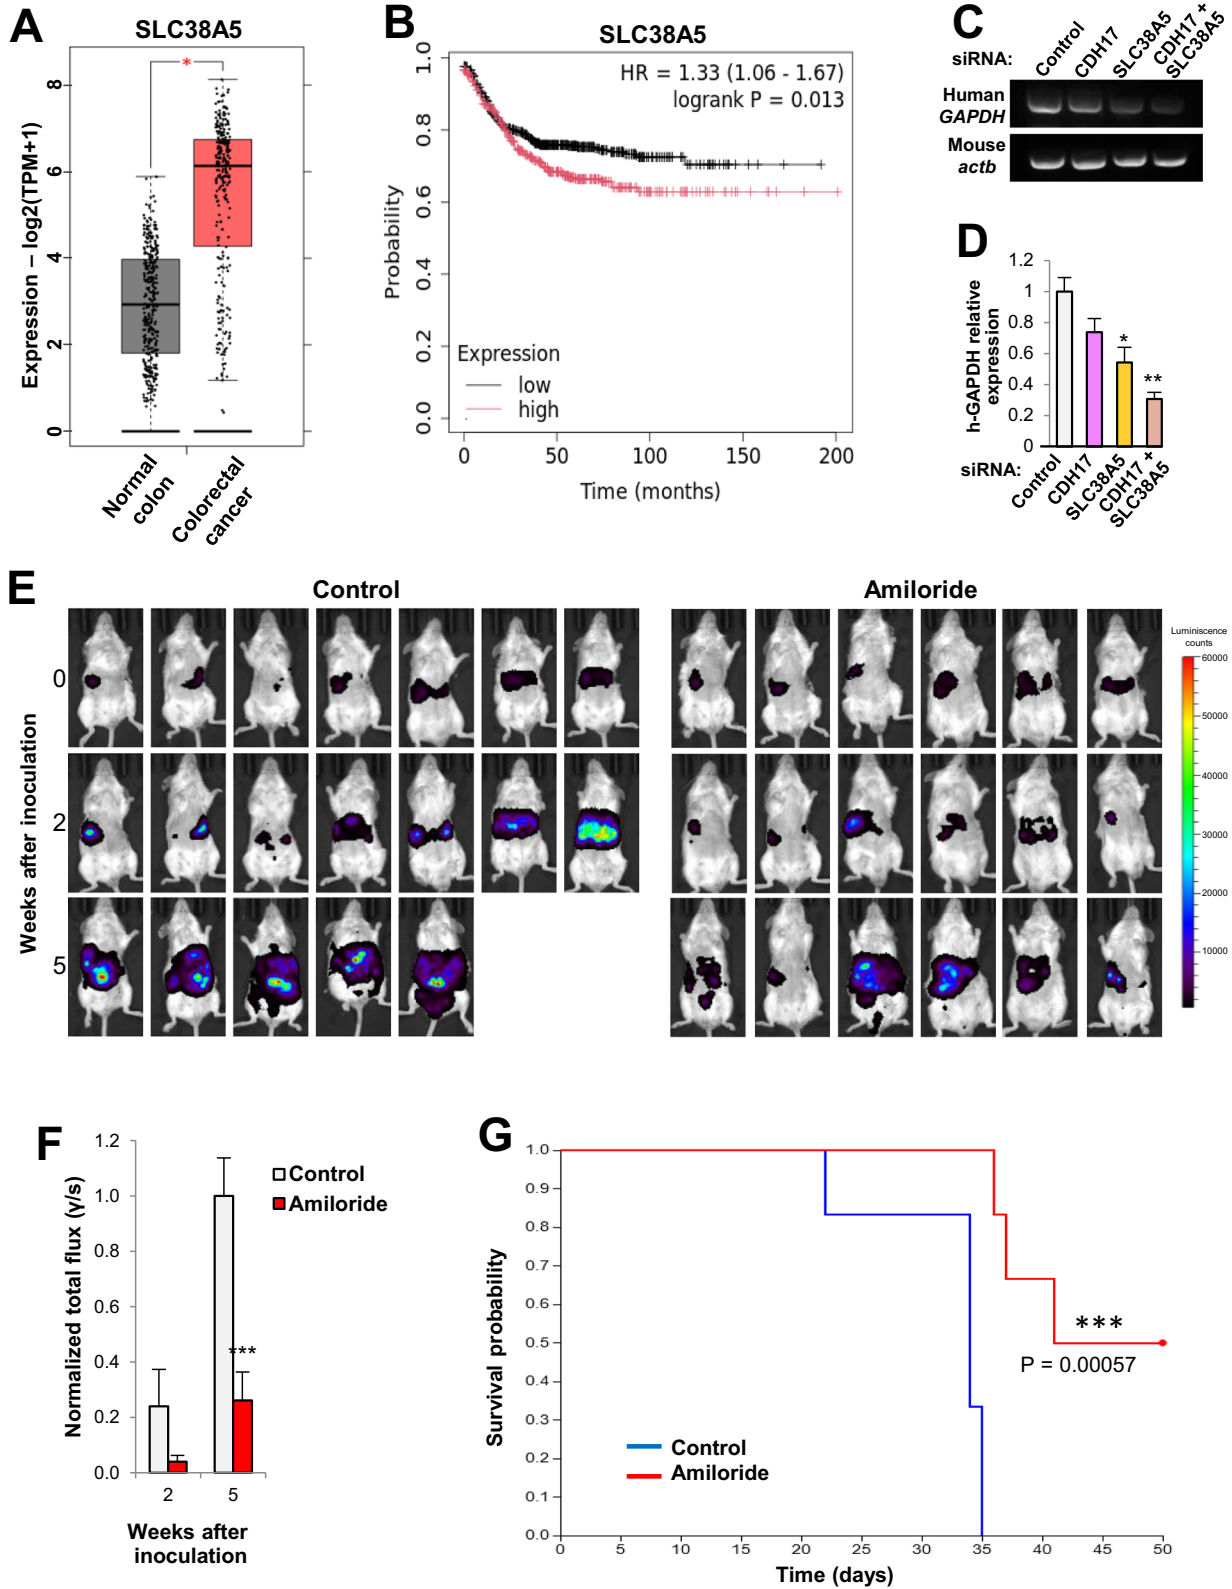 A
SLC38A5
*
Expression – log2(TPM+1)
8
6
4
2
0
Normal
colon
Colorectal
cancer
B
SLC38A5
HR = 1.33 (1.06 - 1.67)
logrank P = 0.013
Probability
1.0
0.8
0.6
0.4
0.2
0.0
Expression
low
high
0
50
100
150
200
Time (months)
C
siRNA:
Control
CDH17
SLC38A5
CDH17 +
SLC38A5
Human
GAPDH
Mouse
actb
D
h-GAPDH relative
expression
1.2
1
0.8
0.6
0.4
0.2
0
*
**
siRNA:
Control
CDH17
SLC38A5
CDH17 +
SLC38A5
E
Control
Amiloride
Weeks after inoculation
0
2
5
Luminiscence
counts
60000
50000
40000
30000
20000
10000
F
Normalized total flux (γ/s)
1.2
1.0
0.8
0.6
0.4
0.2
0.0
Control
Amiloride
***
2
5
Weeks after
inoculation
G
Survival probability
1.0
0.9
0.8
0.7
0.6
0.5
0.4
0.3
0.2
0.1
0.0
***
P = 0.00057
Control
Amiloride
0
5
10
15
20
25
30
35
40
45
50
Time (days)